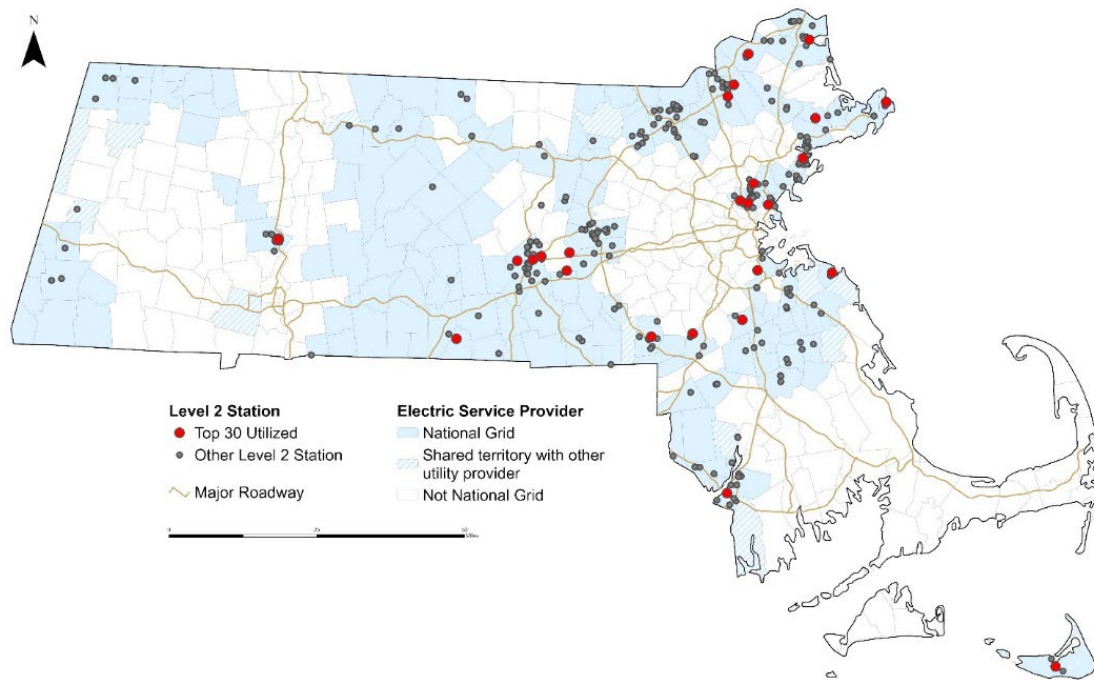 N
Level 2 Station
Top 30 Utilized
Other Level 2 Station
Major Roadway
Electric Service Provider
National Grid
Shared territory with other
utility provider
Not National Grid
0 25 50
Miles